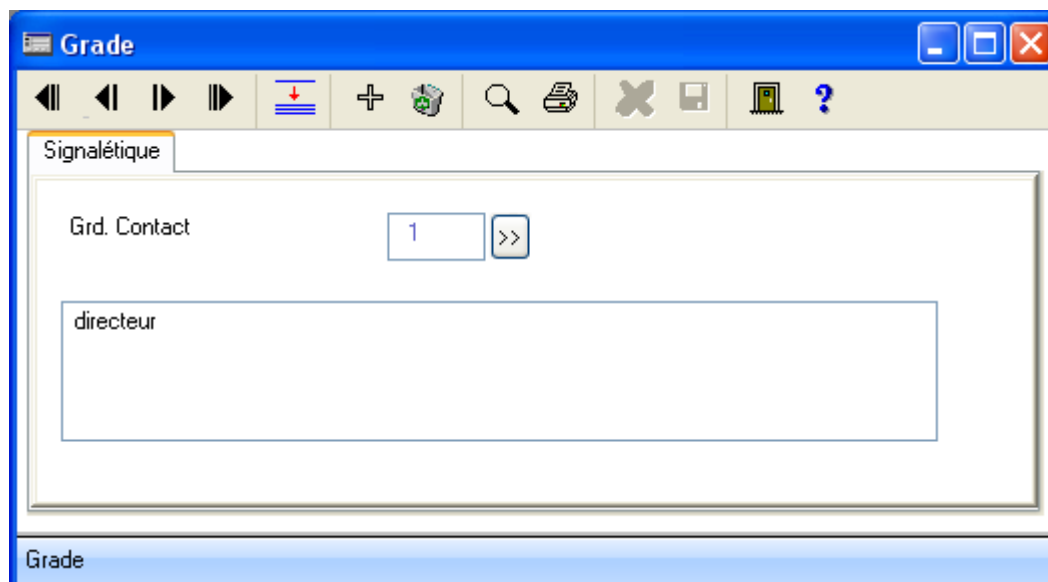 Grade
?
Signalétique
Grd. Contact
1
>>
directeur
Grade